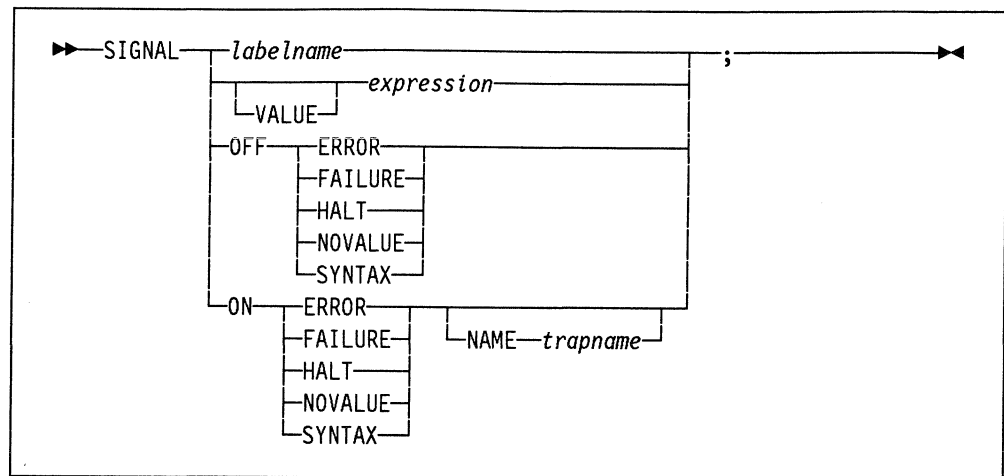 SIGNAL labelname ;
expression
VALUE
OFF ERROR
FAILURE
HALT
NOVALUE
SYNTAX
ON ERROR
FAILURE NAME trapname
HALT
NOVALUE
SYNTAX